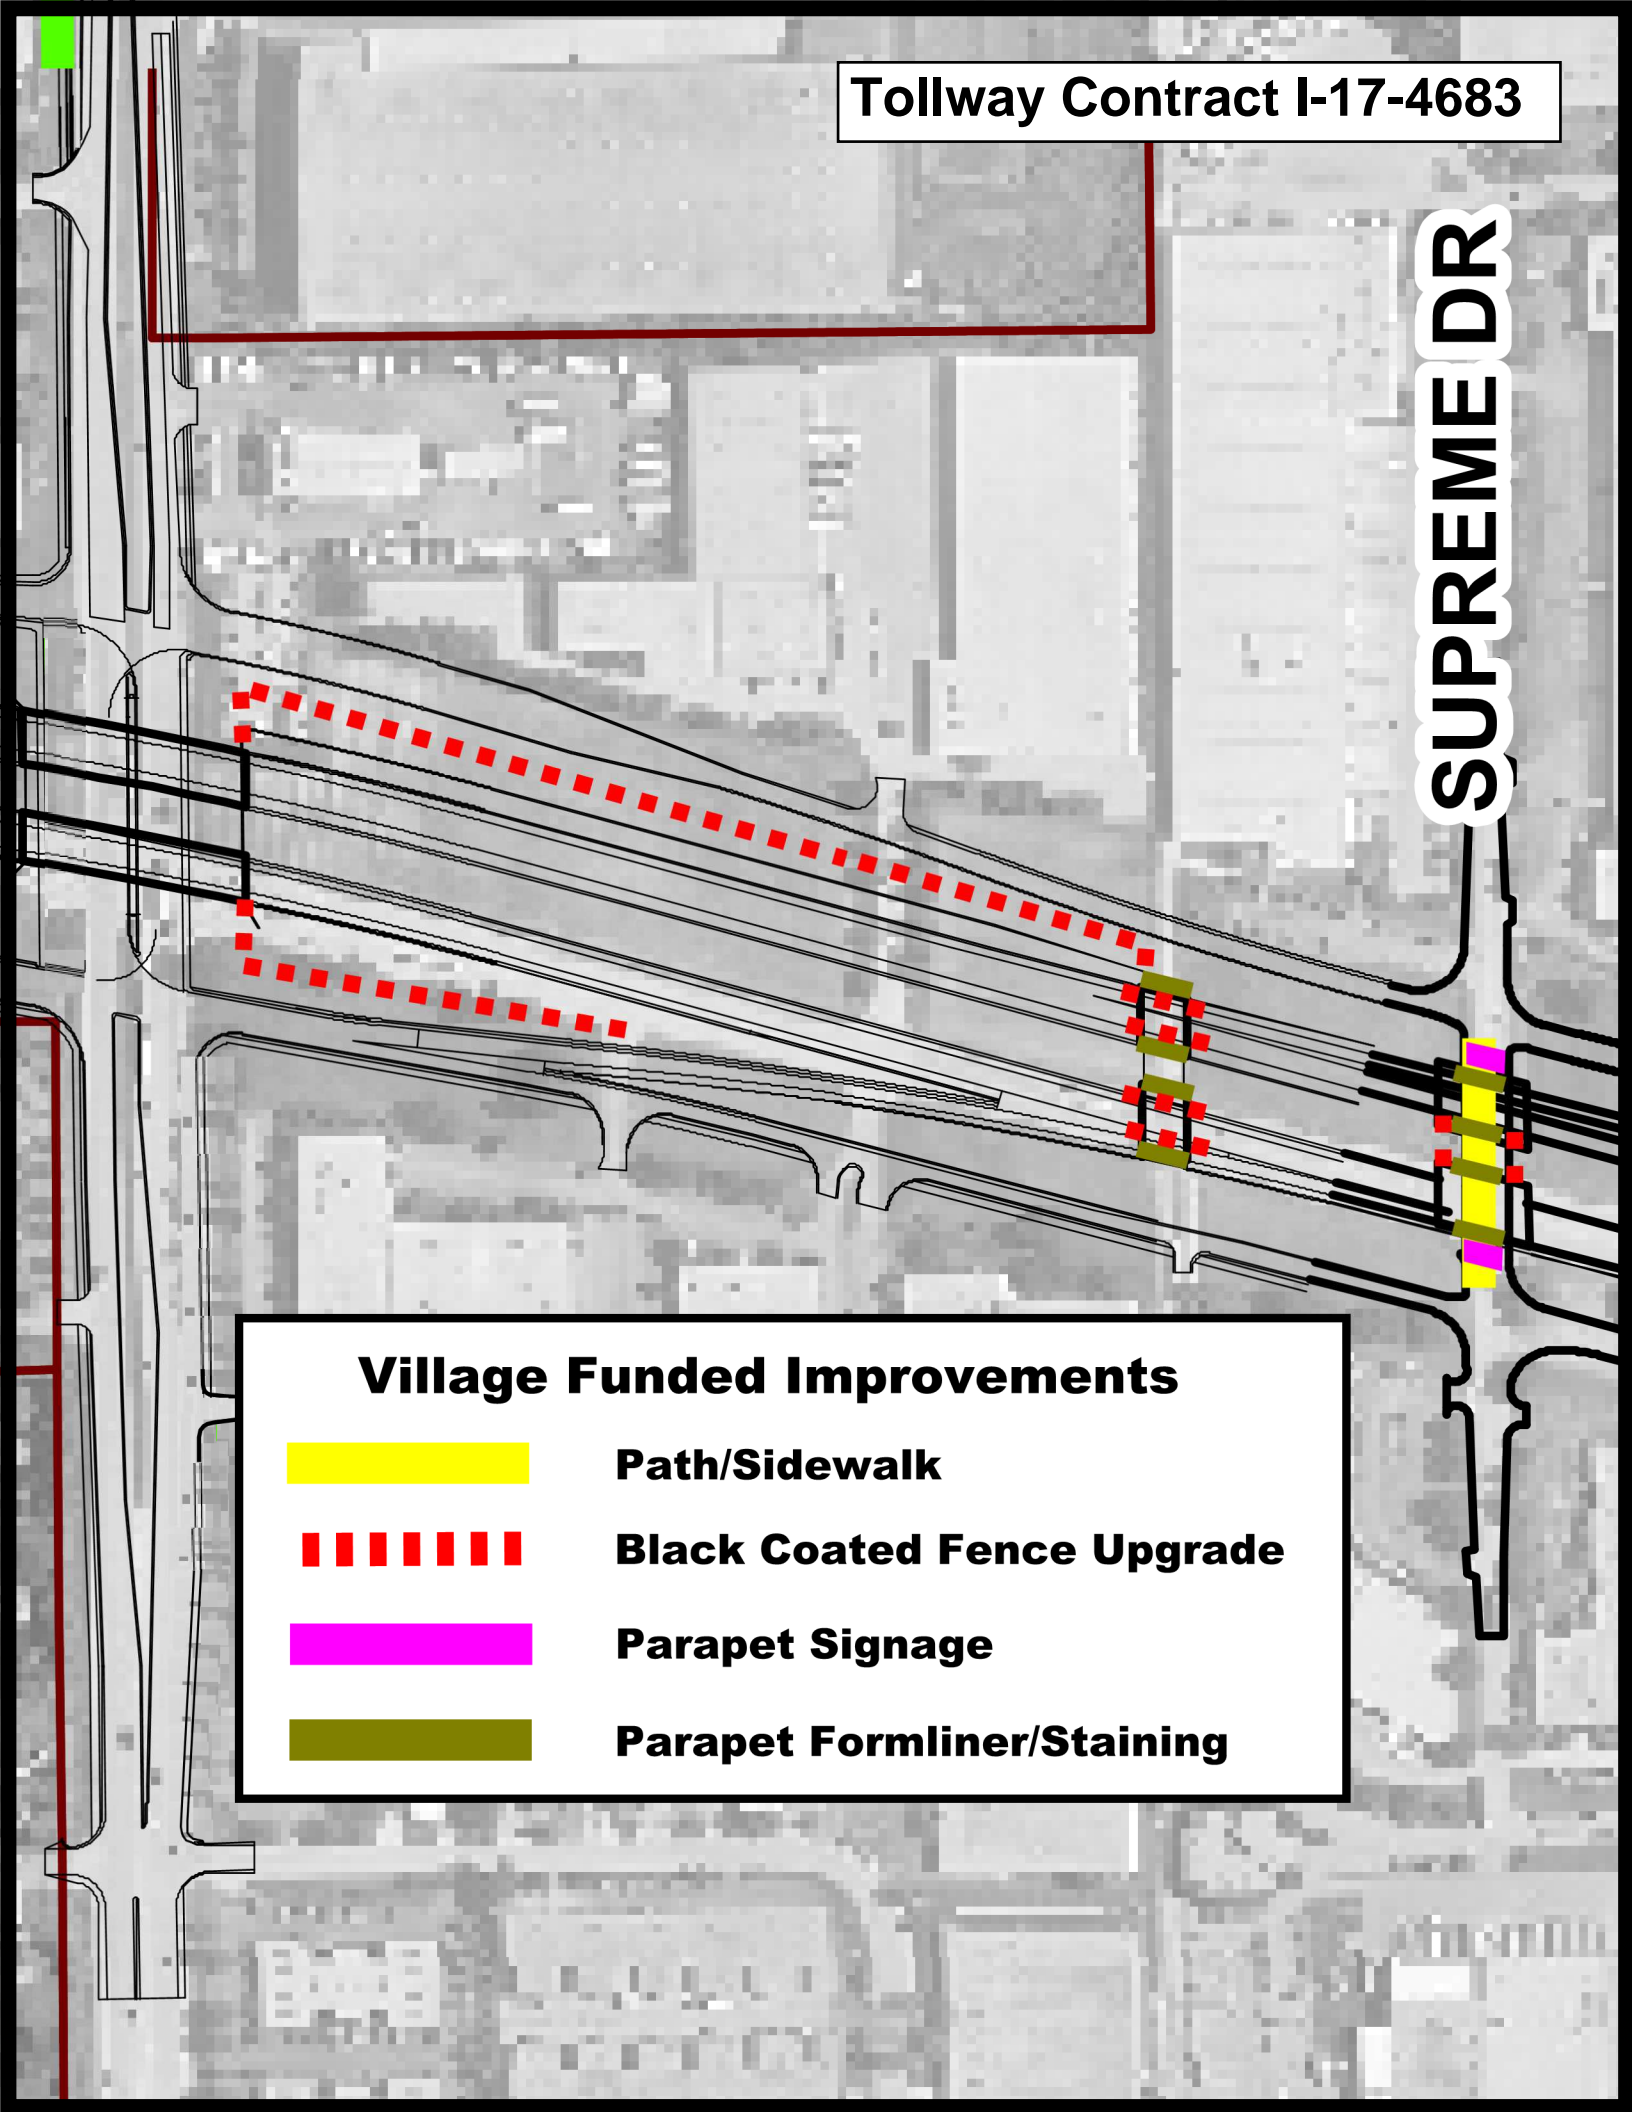 Tollway Contract I-17-4683
SUPREME DR
Village Funded Improvements
Path/Sidewalk
Black Coated Fence Upgrade
Parapet Signage
Parapet Formliner/Staining